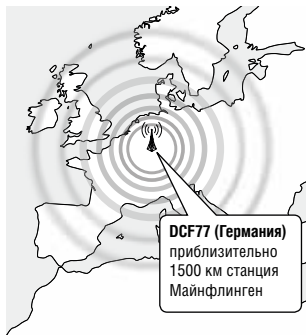 DCF77 (Германия)
приблизительно
1500 км станция
Майнфлинген